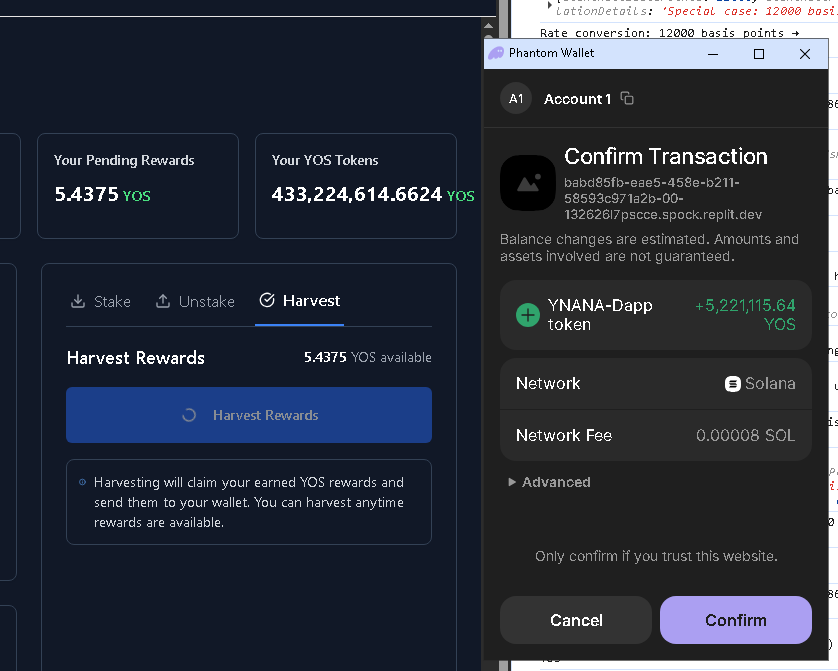 lationDetails: 'Special case: 12000 basi
Rate conversion: 12000 basis points →
Phantom Wallet
A1 Account 1
Your Pending Rewards
5.4375 YOS
Your YOS Tokens
433,224,614.6624 YOS
Stake
Unstake
Harvest
Harvest Rewards
5.4375 YOS available
Harvest Rewards
Harvesting will claim your earned YOS rewards and
send them to your wallet. You can harvest anytime
rewards are available.
Confirm Transaction
babd85fb-eae5-458e-b211-
58593c971a2b-00-
132626l7pscce.spock.replit.dev
Balance changes are estimated. Amounts and
assets involved are not guaranteed.
YNANA-Dapp
token
+5,221,115.64
YOS
Network
Solana
Network Fee
0.00008 SOL
Advanced
Only confirm if you trust this website.
Cancel
Confirm